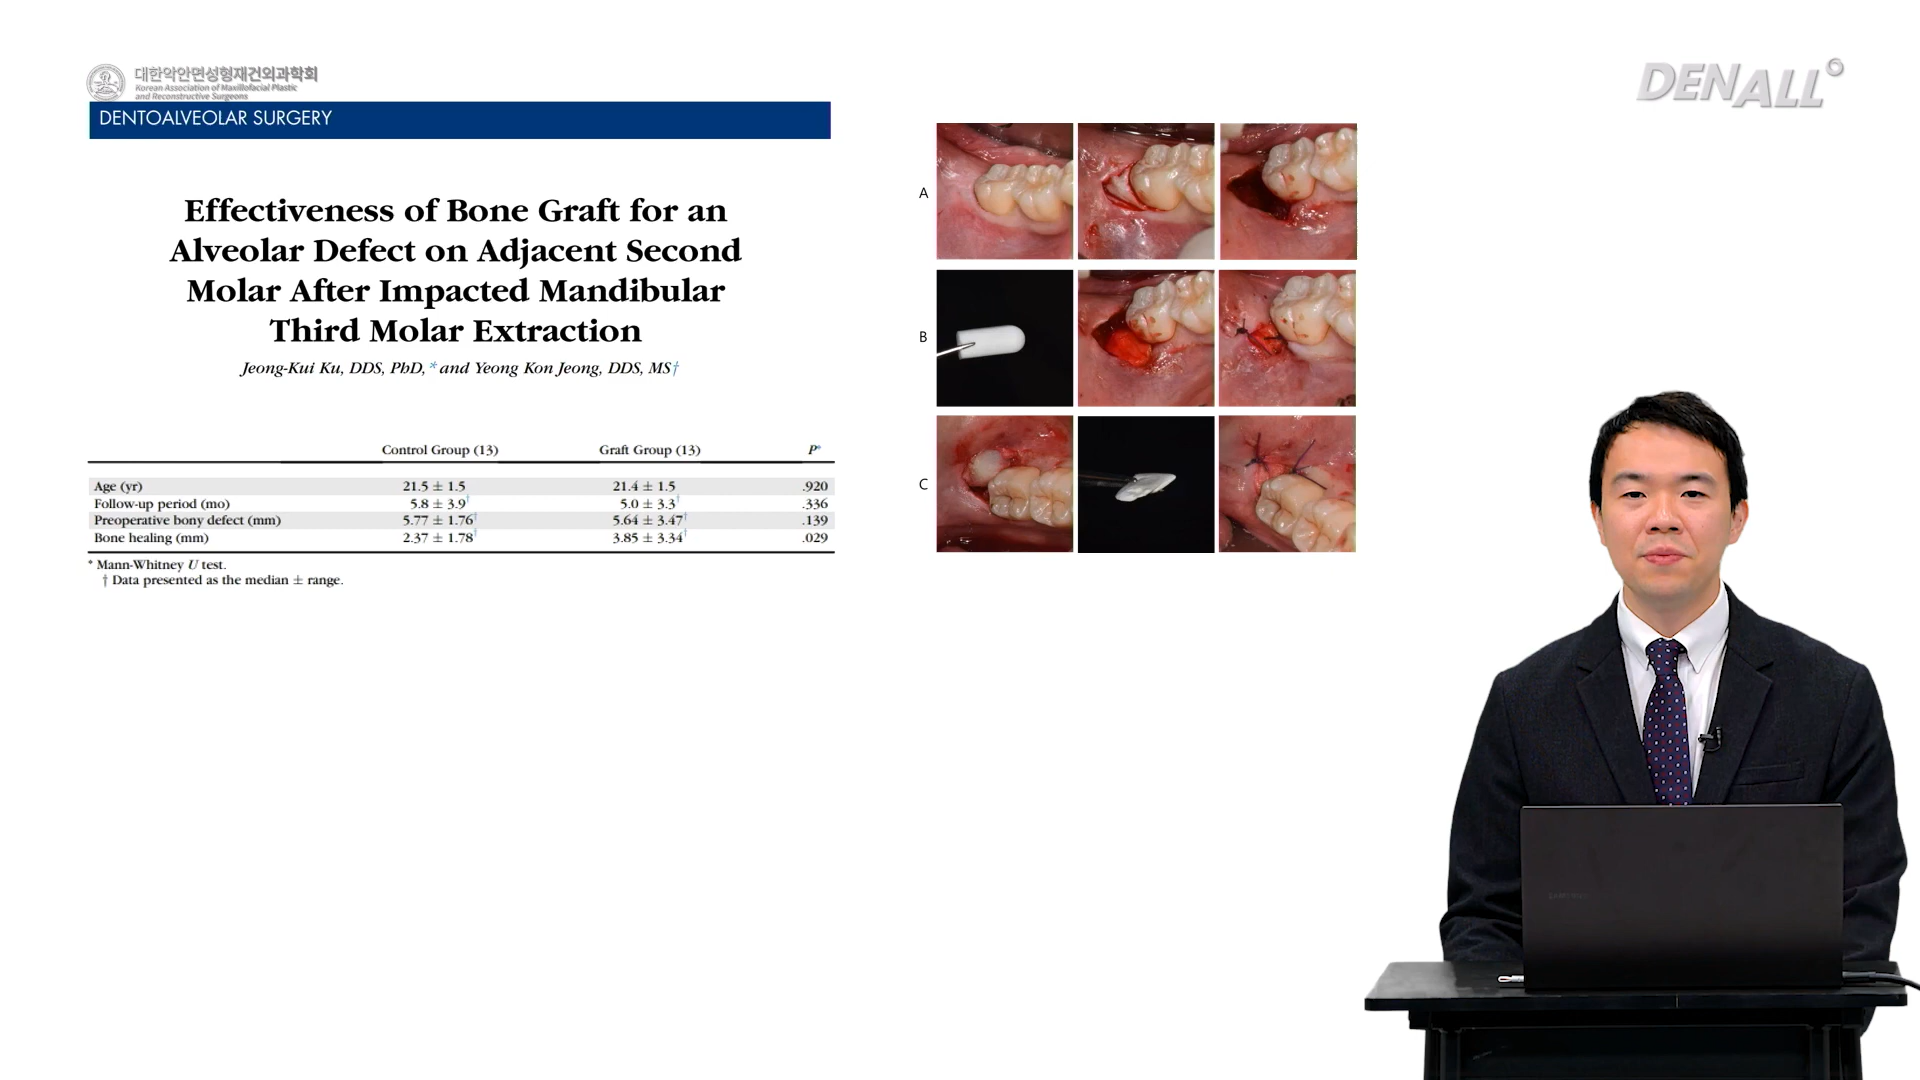 대한악안면성형재건외과학회
Korean Association of Maxillofacial Plastic
and Reconstructive Surgeons
DENALL
DENTOALVEOLAR SURGERY
Effectiveness of Bone Graft for an
Alveolar Defect on Adjacent Second
Molar After Impacted Mandibular
Third Molar Extraction
Jeong-Kui Ku, DDS, PhD,* and Yeong Kon Jeong, DDS, MS†
Control Group (13) Graft Group (13) P*
Age (yr) 21.5 ± 1.5 21.4 ± 1.5 .920
Follow-up period (mo) 5.8 ± 3.9† 5.0 ± 3.3† .336
Preoperative bony defect (mm) 5.77 ± 1.76† 5.64 ± 3.47† .139
Bone healing (mm) 2.37 ± 1.78† 3.85 ± 3.34† .029
* Mann-Whitney U test.
† Data presented as the median ± range.
A
B
C